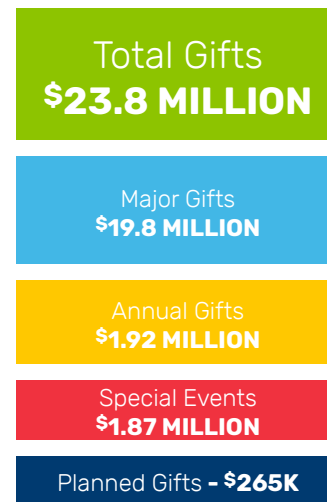 Total Gifts
$23.8 MILLION
Major Gifts
$19.8 MILLION
Annual Gifts
$1.92 MILLION
Special Events
$1.87 MILLION
Planned Gifts - $265K